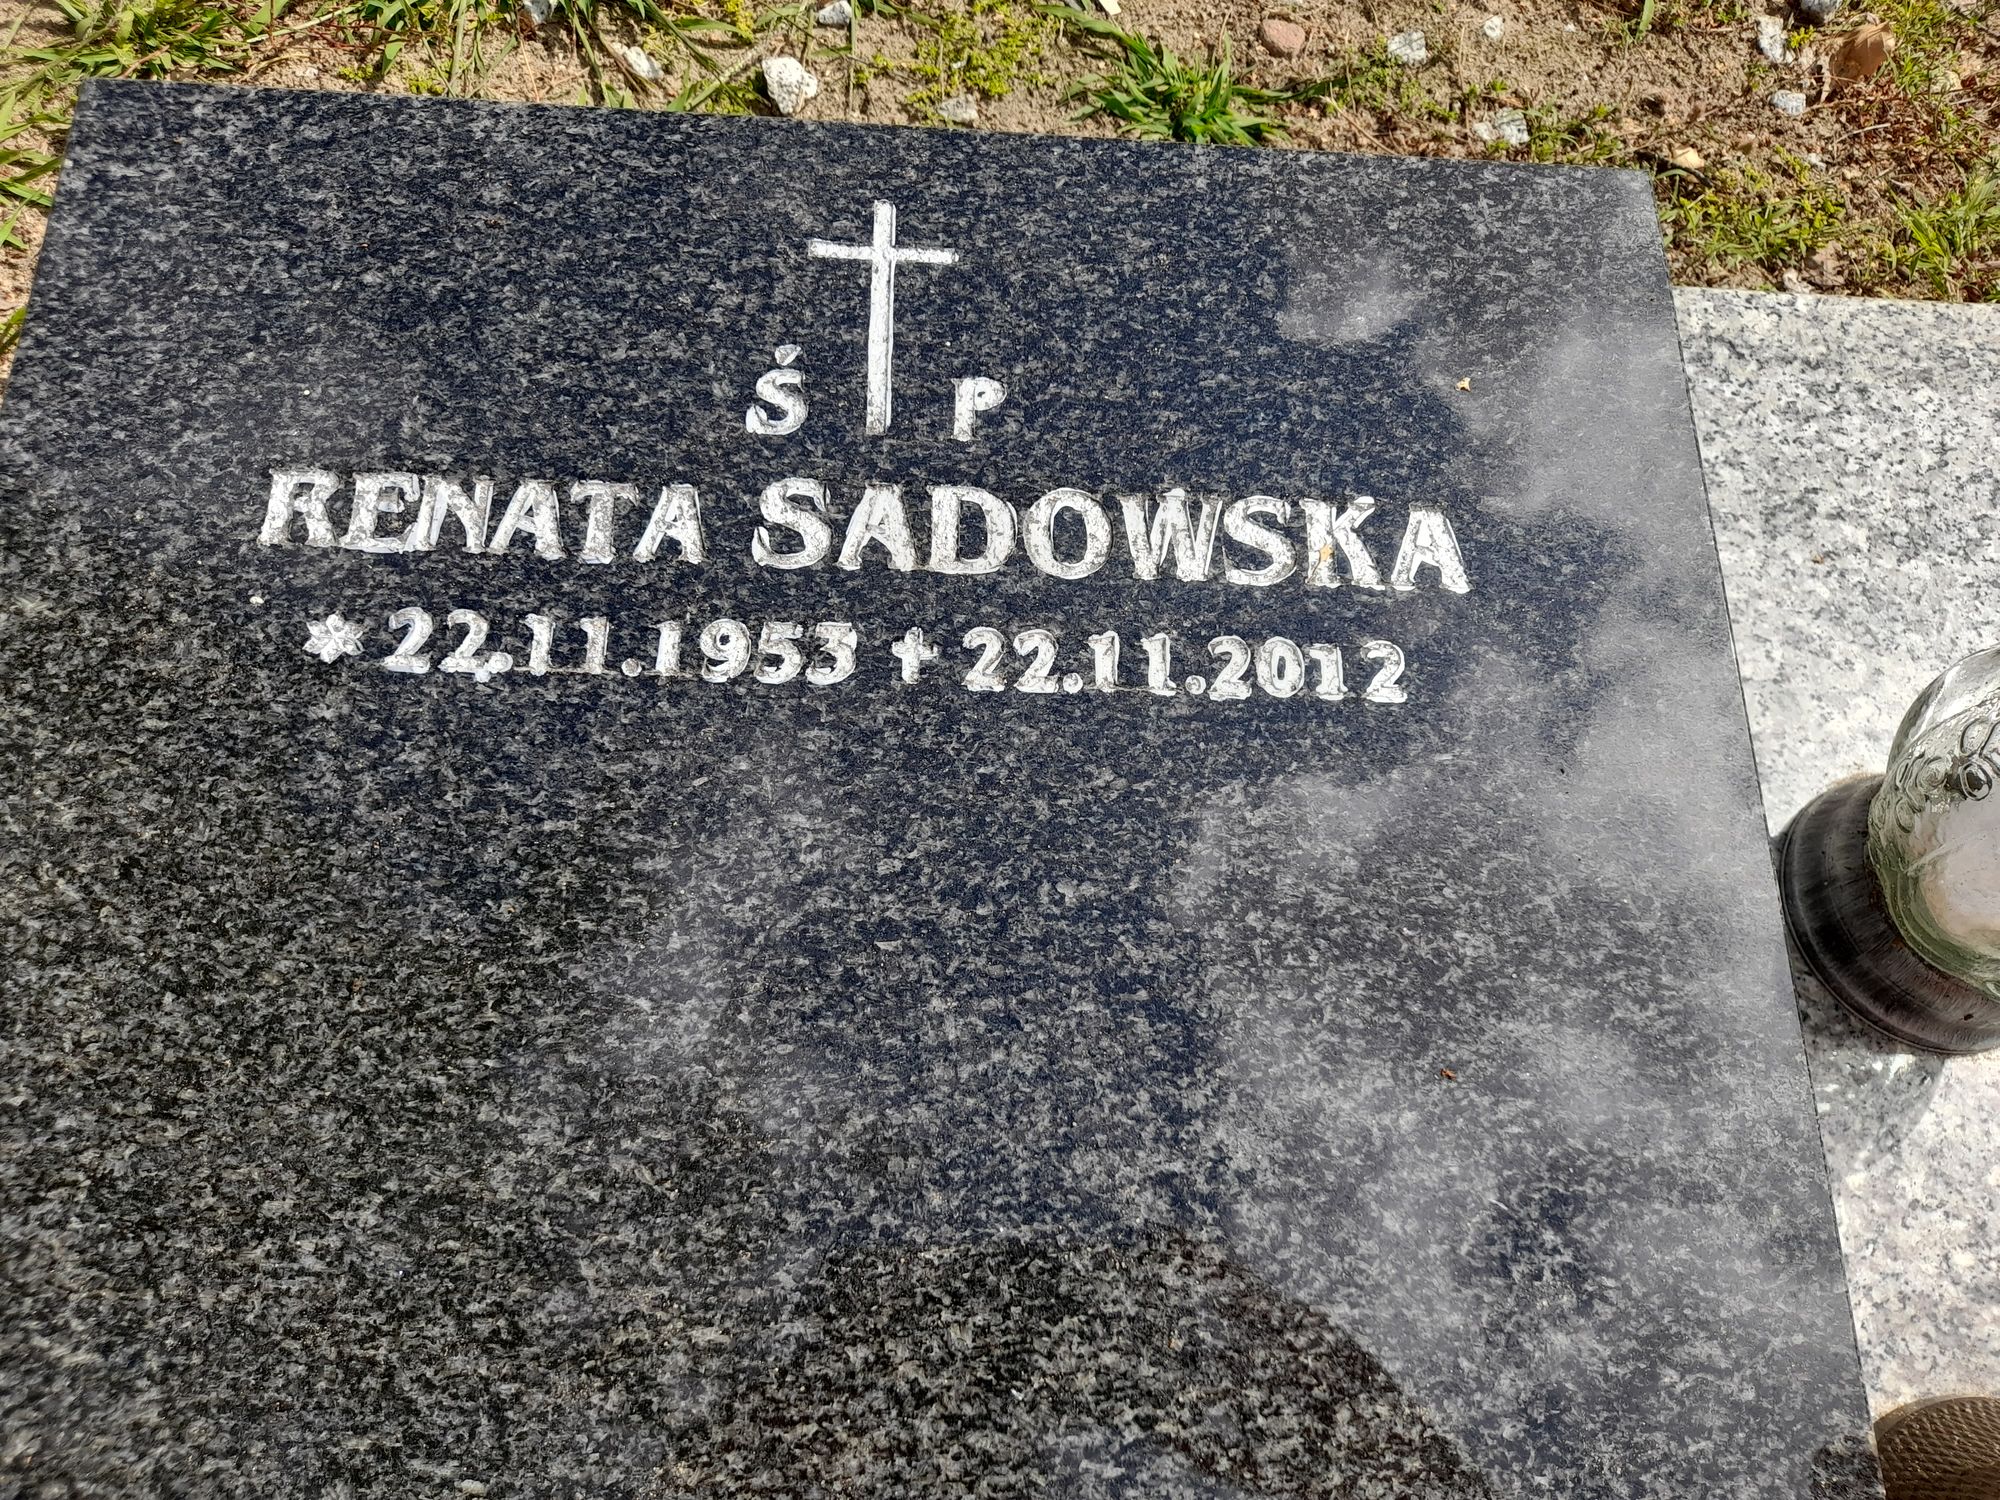 Ś P
RENATA SADOWSKA
* 22.11.1953 ✝ 22.11.2012